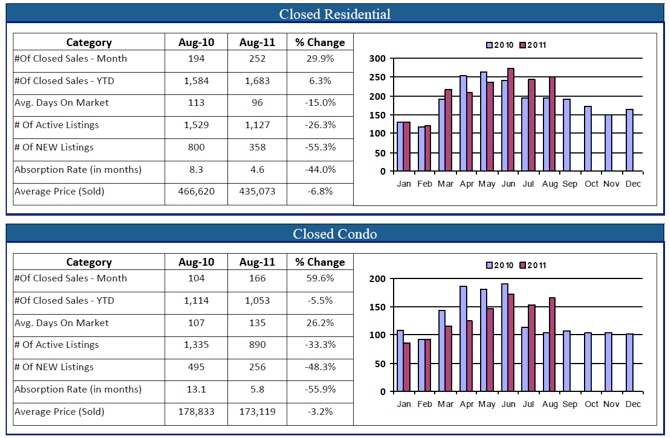 Closed Residential
Category Aug-10 Aug-11 % Change
#Of Closed Sales - Month 194 252 29.9%
#Of Closed Sales - YTD 1,584 1,683 6.3%
Avg. Days On Market 113 96 -15.0%
# Of Active Listings 1,529 1,127 -26.3%
# Of NEW Listings 800 358 -55.3%
Absorption Rate (in months) 8.3 4.6 -44.0%
Average Price (Sold) 466,620 435,073 -6.8%
2010 2011
300
250
200
150
100
50
0
Jan Feb Mar Apr May Jun Jul Aug Sep Oct Nov Dec
Closed Condo
Category Aug-10 Aug-11 % Change
#Of Closed Sales - Month 104 166 59.6%
#Of Closed Sales - YTD 1,114 1,053 -5.5%
Avg. Days On Market 107 135 26.2%
# Of Active Listings 1,335 890 -33.3%
# Of NEW Listings 495 256 -48.3%
Absorption Rate (in months) 13.1 5.8 -55.9%
Average Price (Sold) 178,833 173,119 -3.2%
2010 2011
200
150
100
50
0
Jan Feb Mar Apr May Jun Jul Aug Sep Oct Nov Dec